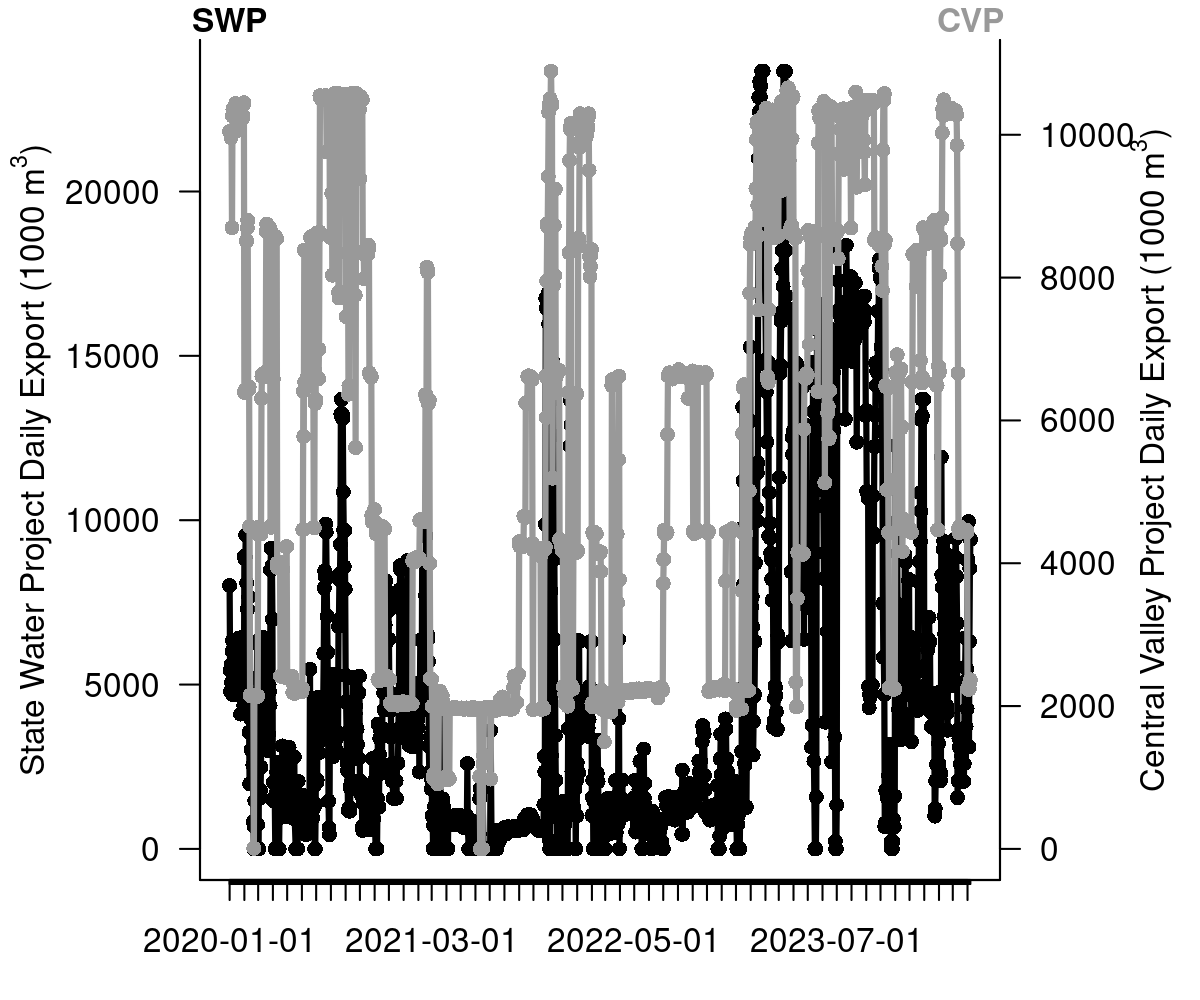 SWP
CVP
State Water Project Daily Export (1000 m³)
20000
15000
10000
5000
0
10000
8000
6000
4000
2000
0
Central Valley Project Daily Export (1000 m³)
2020-01-01 2021-03-01 2022-05-01 2023-07-01